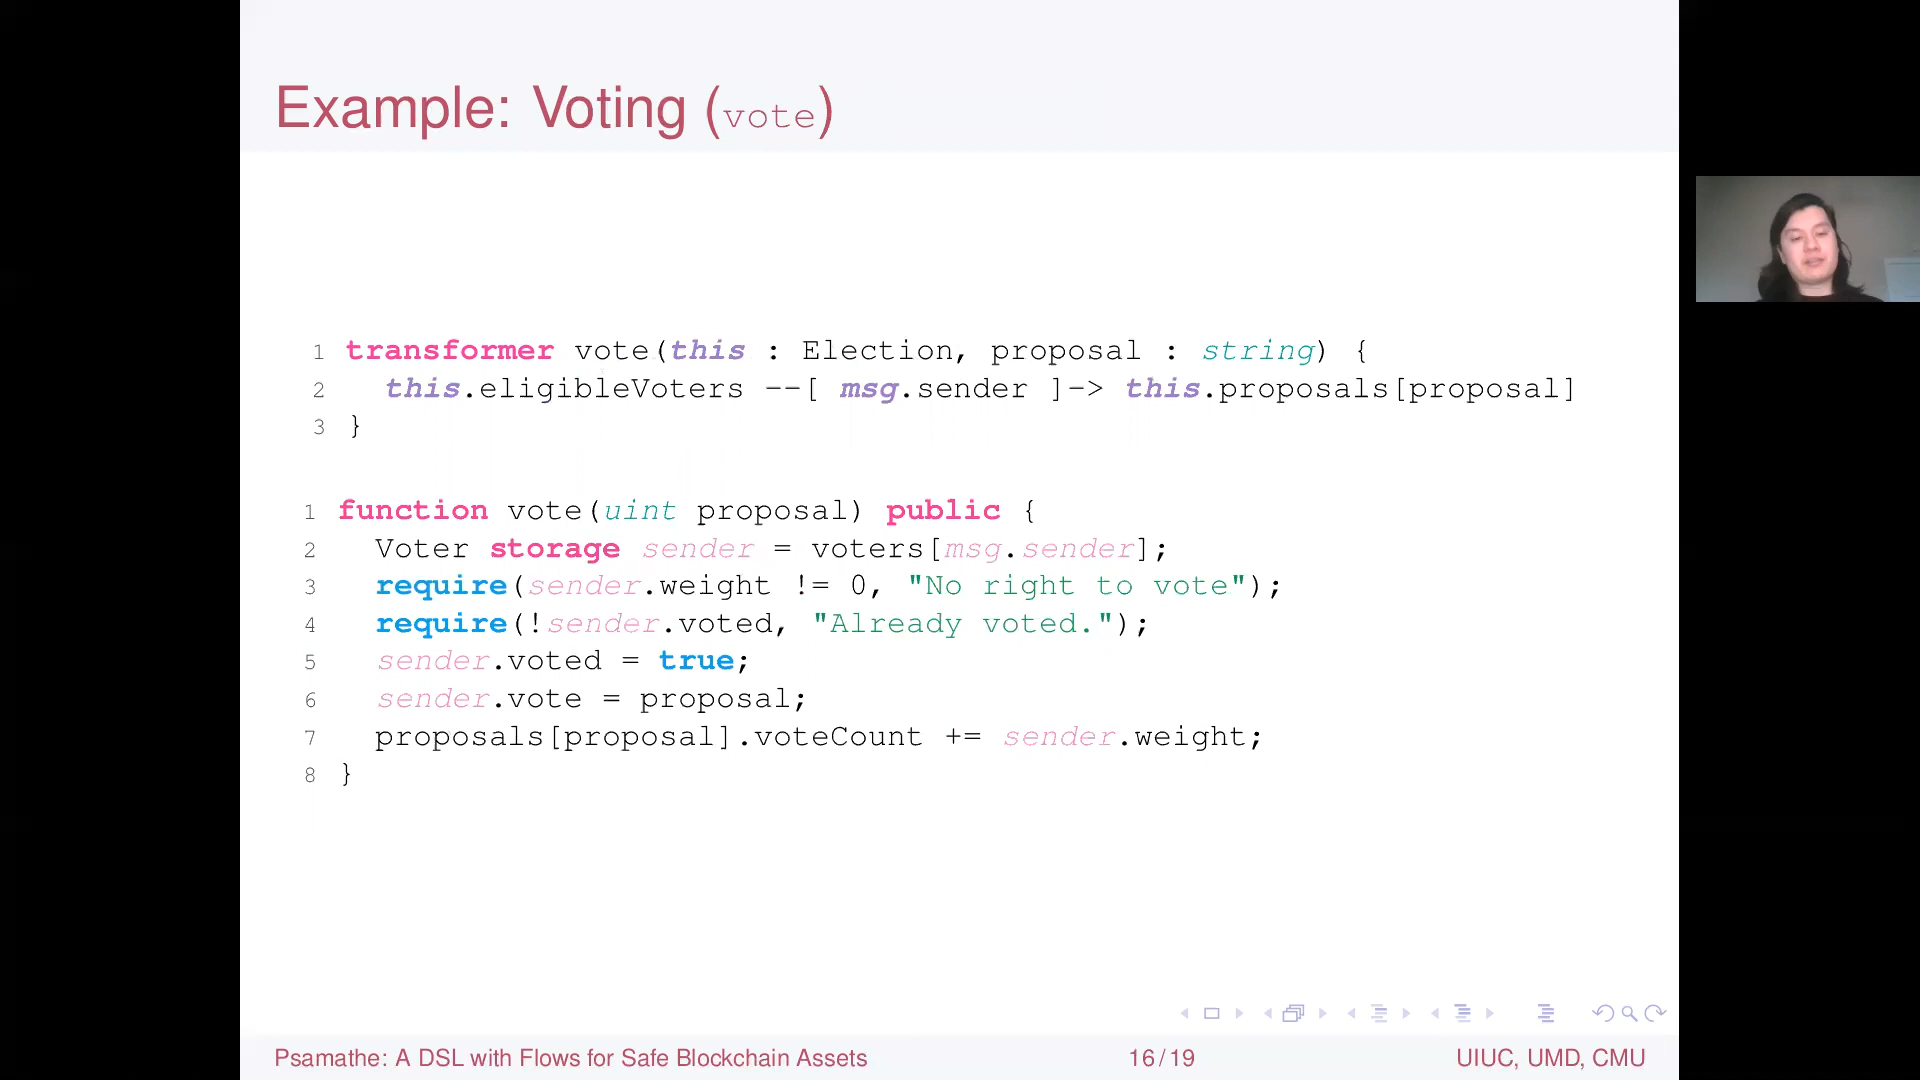 Example: Voting (vote)
1 transformer vote(this : Election, proposal : string) {
2   this.eligibleVoters --[ msg.sender ]-> this.proposals[proposal]
3 }
1 function vote(uint proposal) public {
2   Voter storage sender = voters[msg.sender];
3   require(sender.weight != 0, "No right to vote");
4   require(!sender.voted, "Already voted.");
5   sender.voted = true;
6   sender.vote = proposal;
7   proposals[proposal].voteCount += sender.weight;
8 }
Psamathe: A DSL with Flows for Safe Blockchain Assets 16/19 UIUC, UMD, CMU